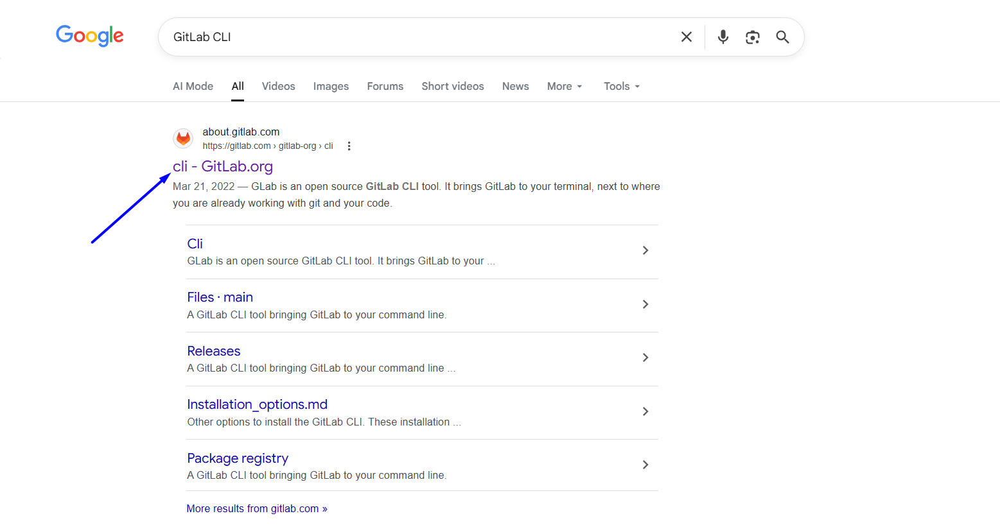 Google
GitLab CLI
AI Mode All Videos Images Forums Short videos News More Tools
about.gitlab.com
https://gitlab.com › gitlab-org › cli
cli - GitLab.org
Mar 21, 2022 — GLab is an open source GitLab CLI tool. It brings GitLab to your terminal, next to where
you are already working with git and your code.
Cli
GLab is an open source GitLab CLI tool. It brings GitLab to your ...
Files · main
A GitLab CLI tool bringing GitLab to your command line.
Releases
A GitLab CLI tool bringing GitLab to your command line ...
Installation_options.md
Other options to install the GitLab CLI. These installation ...
Package registry
A GitLab CLI tool bringing GitLab to your command line.
More results from gitlab.com »